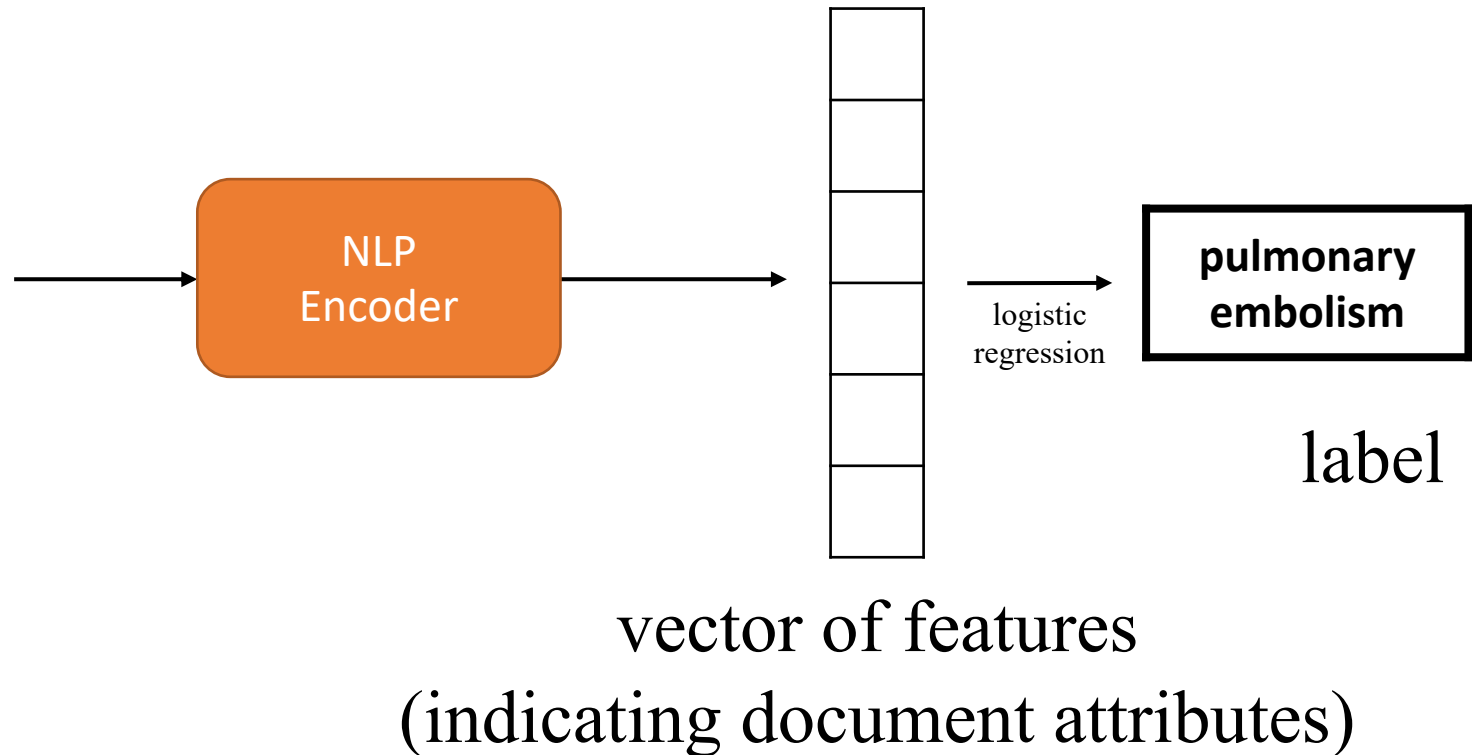 NLP
Encoder
logistic
regression
pulmonary
embolism
label
vector of features
(indicating document attributes)